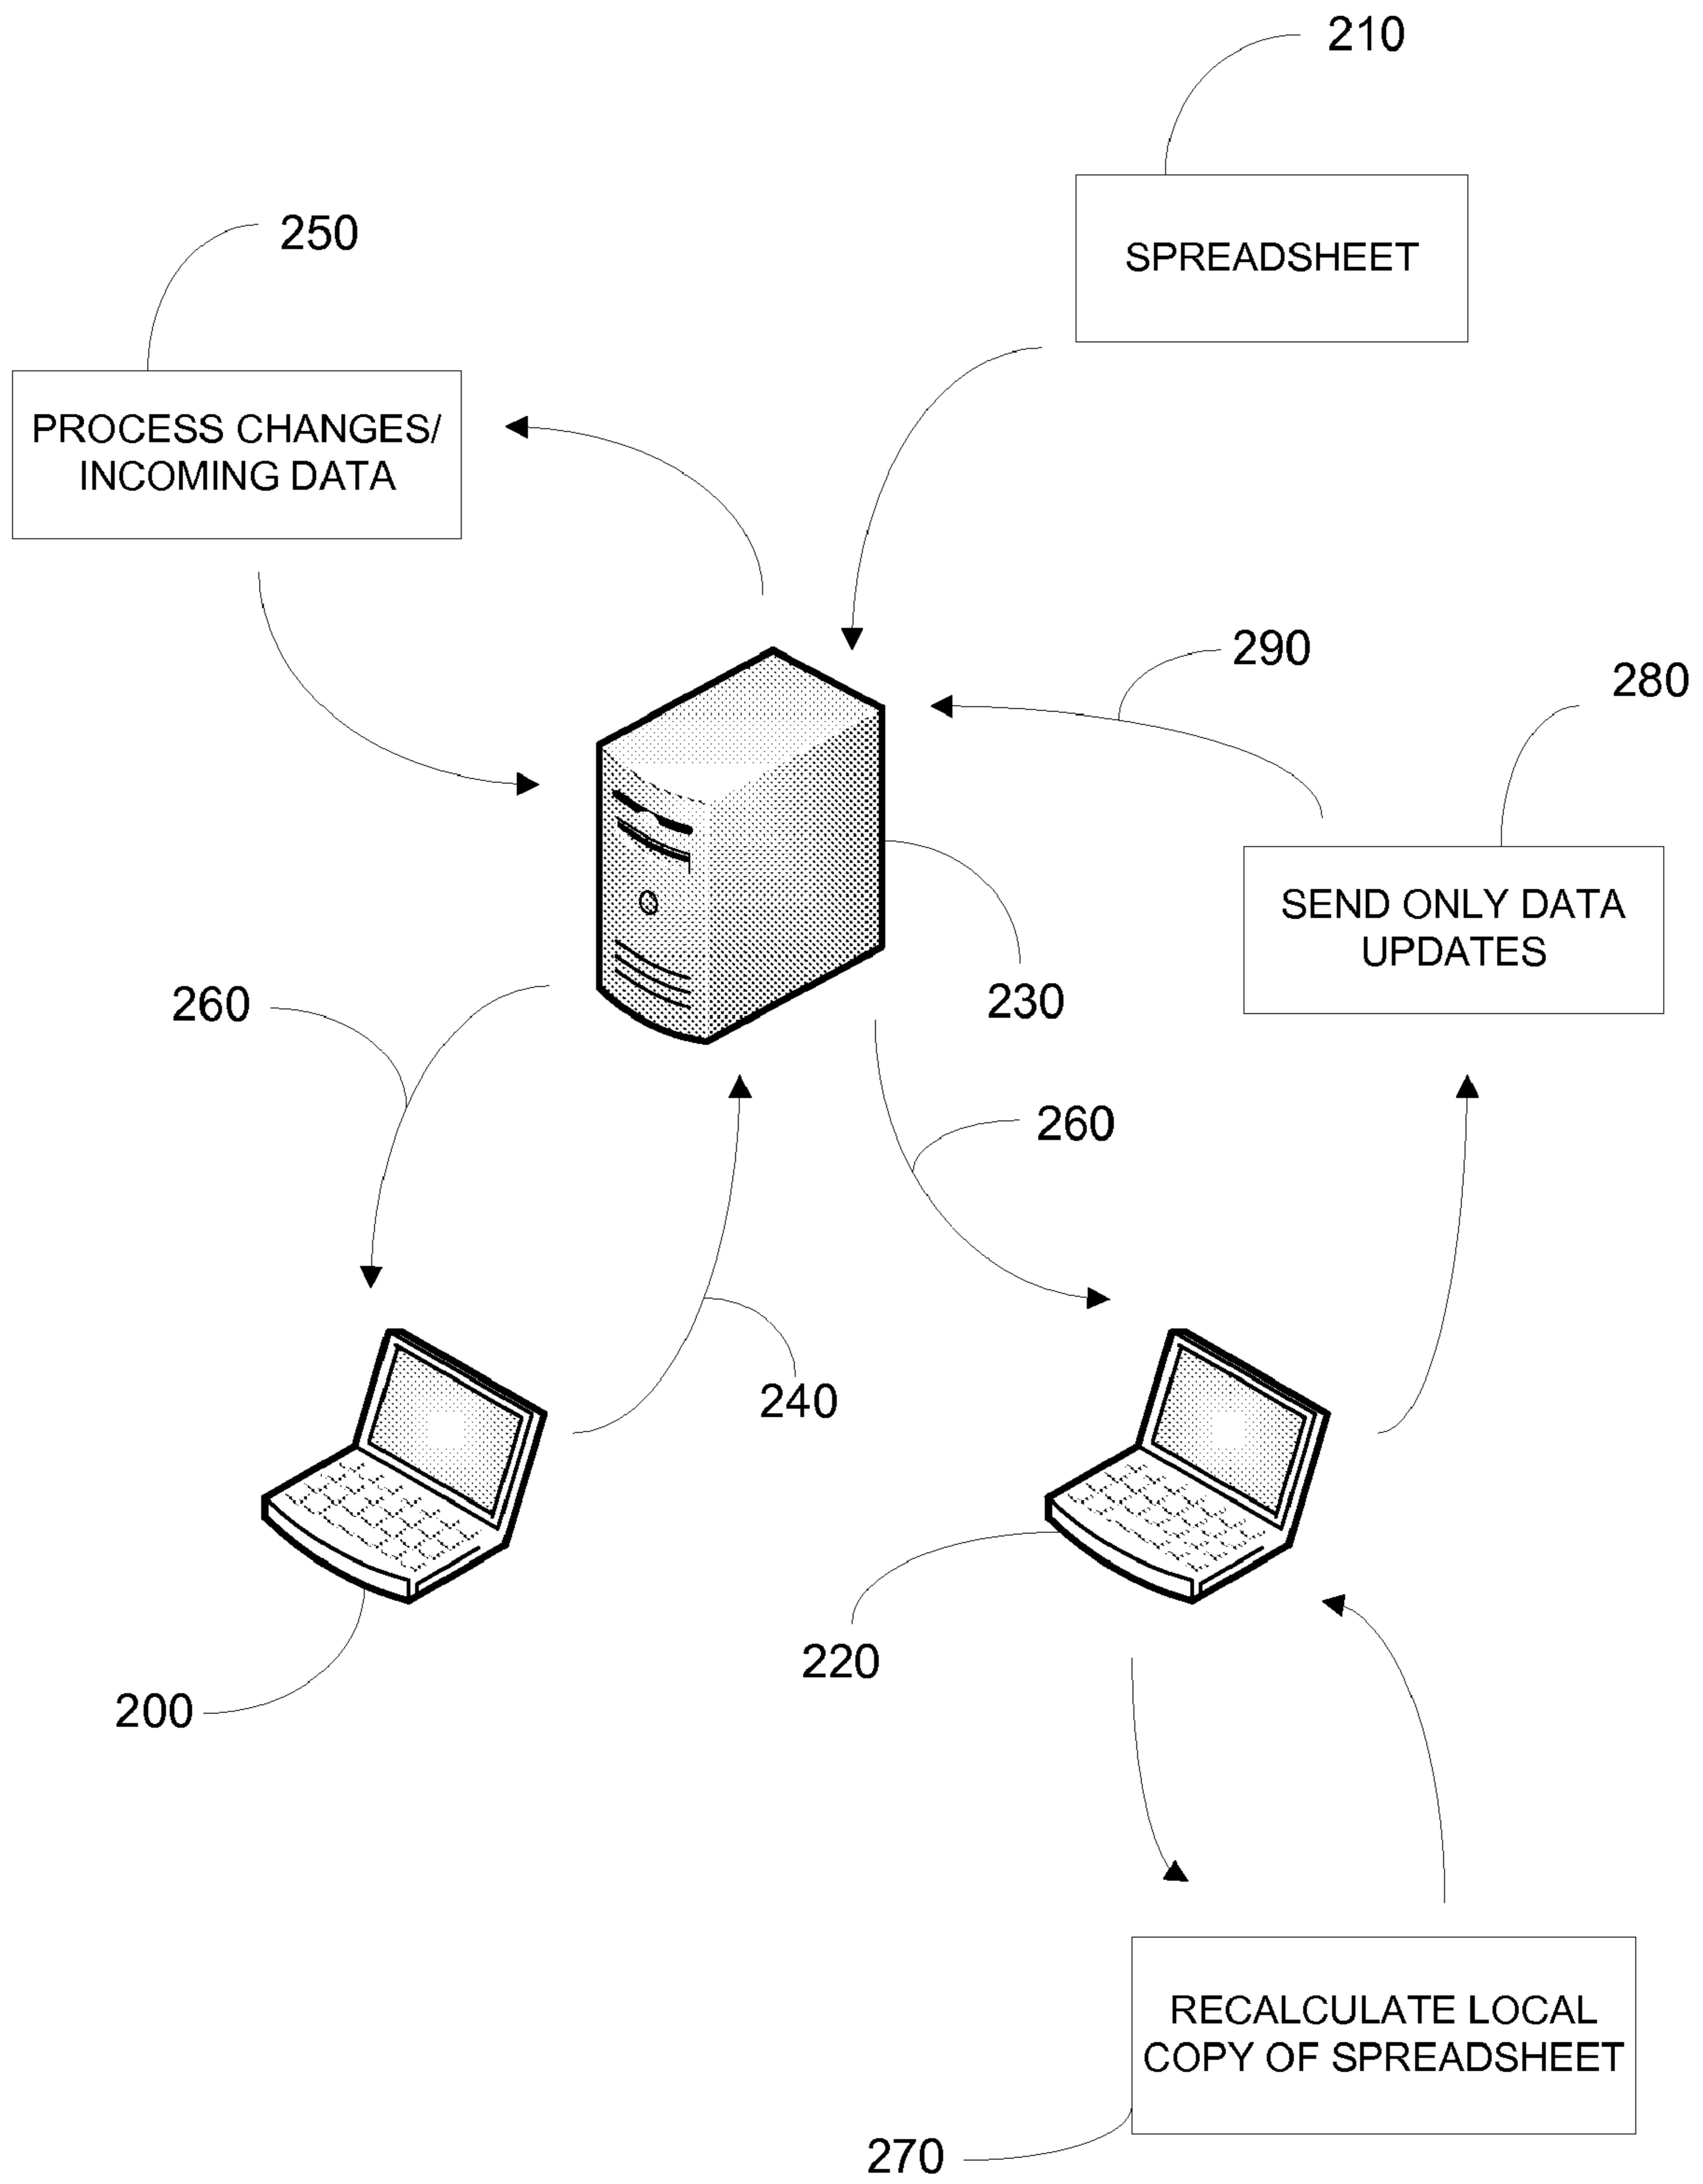 210
SPREADSHEET
250
PROCESS CHANGES/
INCOMING DATA
290
280
SEND ONLY DATA
UPDATES
230
260
260
240
220
200
RECALCULATE LOCAL
COPY OF SPREADSHEET
270